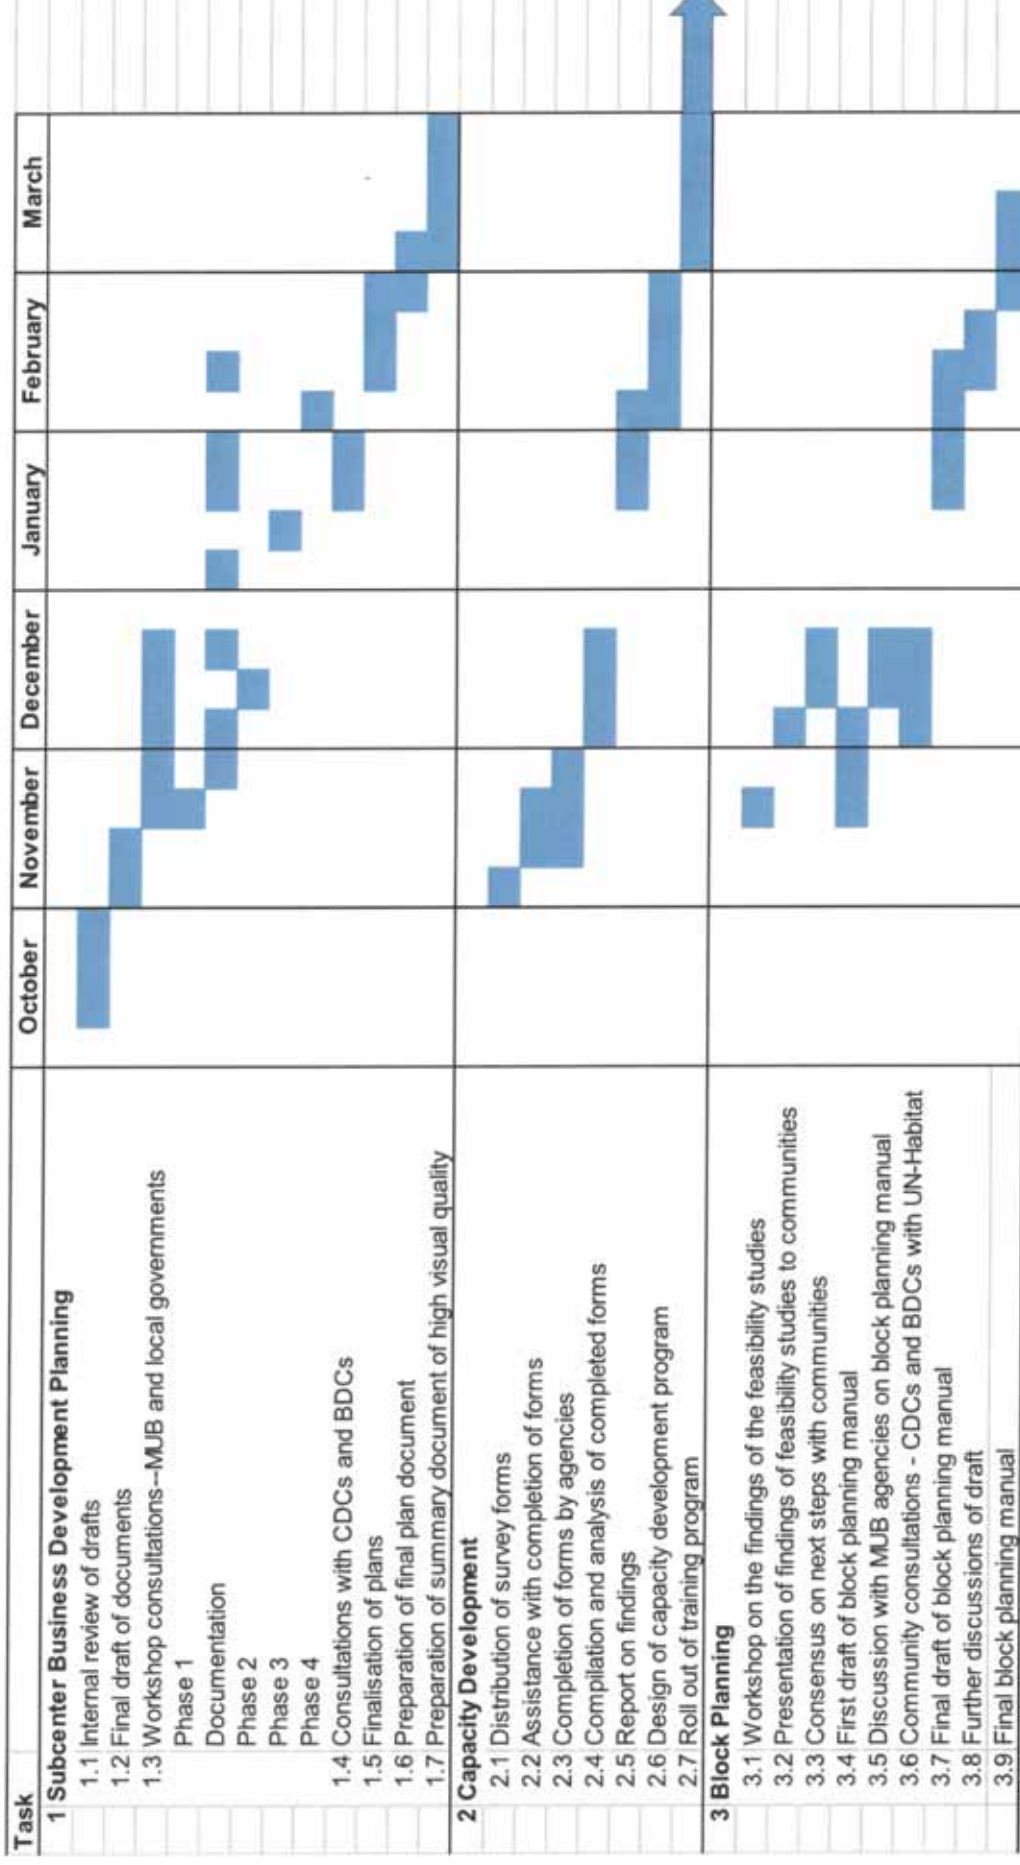 Task October November December January February March
1 Subcenter Business Development Planning
1.1 Internal review of drafts
1.2 Final draft of documents
1.3 Workshop consultations--MUB and local governments
Phase 1
Documentation
Phase 2
Phase 3
Phase 4
1.4 Consultations with CDCs and BDCs
1.5 Finalisation of plans
1.6 Preparation of final plan document
1.7 Preparation of summary document of high visual quality
2 Capacity Development
2.1 Distribution of survey forms
2.2 Assistance with completion of forms
2.3 Completion of forms by agencies
2.4 Compilation and analysis of completed forms
2.5 Report on findings
2.6 Design of capacity development program
2.7 Roll out of training program
3 Block Planning
3.1 Workshop on the findings of the feasibility studies
3.2 Presentation of findings of feasibility studies to communities
3.3 Consensus on next steps with communities
3.4 First draft of block planning manual
3.5 Discussion with MUB agencies on block planning manual
3.6 Community consultations - CDCs and BDCs with UN-Habitat
3.7 Final draft of block planning manual
3.8 Further discussions of draft
3.9 Final block planning manual